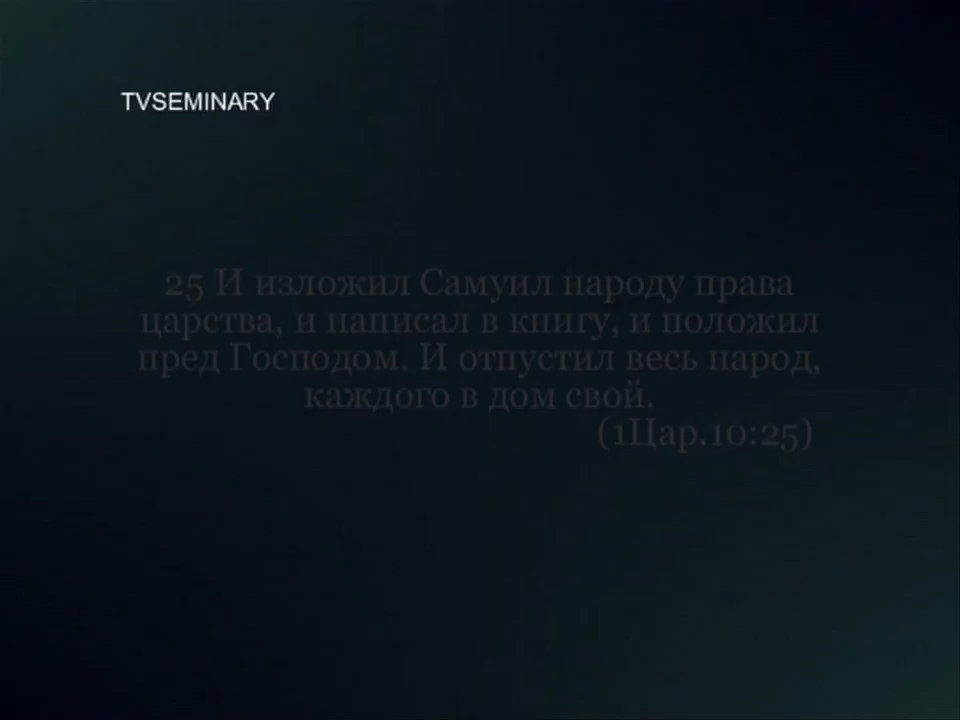 TVSEMINARY
25 И изложил Самуил народу права
царства, и написал в книгу, и положил
пред Господом. И отпустил весь народ,
каждого в дом свой.
(1Цар.10:25)